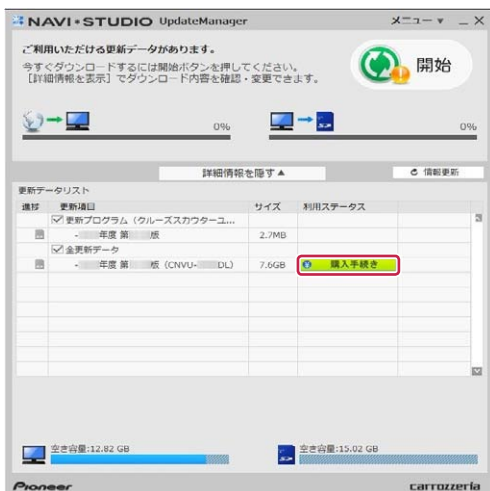 NAVI*STUDIO UpdateManager
メニュー ▼ _ X
ご利用いただける更新データがあります。
今すぐダウンロードするには開始ボタンを押してください。
［詳細情報を表示］でダウンロード内容を確認・変更できます。
開始
0%
0%
詳細情報を隠す▲
情報更新
更新データリスト
進捗 更新項目 サイズ 利用ステータス
更新プログラム（クルーズスカウターユ...
- 年度 第 版 2.7MB
全更新データ
- 年度 第 版（CNVU- DL） 7.6GB 購入手続き
空き容量:12.82 GB
空き容量:15.02 GB
Pioneer
carrozzeria